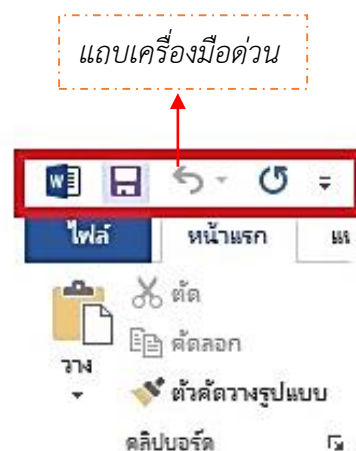 แถบเครื่องมือด่วน
W
ไฟล์ หน้าแรก
ตัด
คัดลอก
วาง
ตัวคัดวางรูปแบบ
คลิปบอร์ด